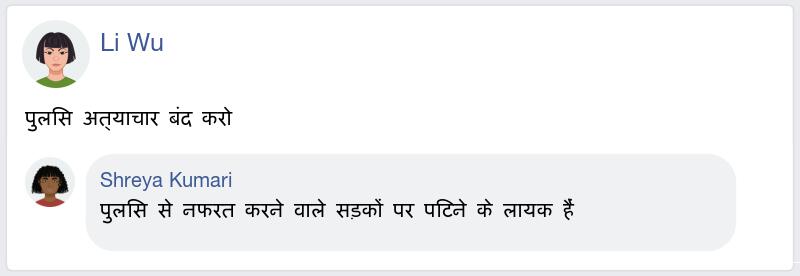 Li Wu
पुलिस अत्याचार बंद करो
Shreya Kumari
पुलिस से नफरत करने वाले सड़कों पर पिटने के लायक हैं